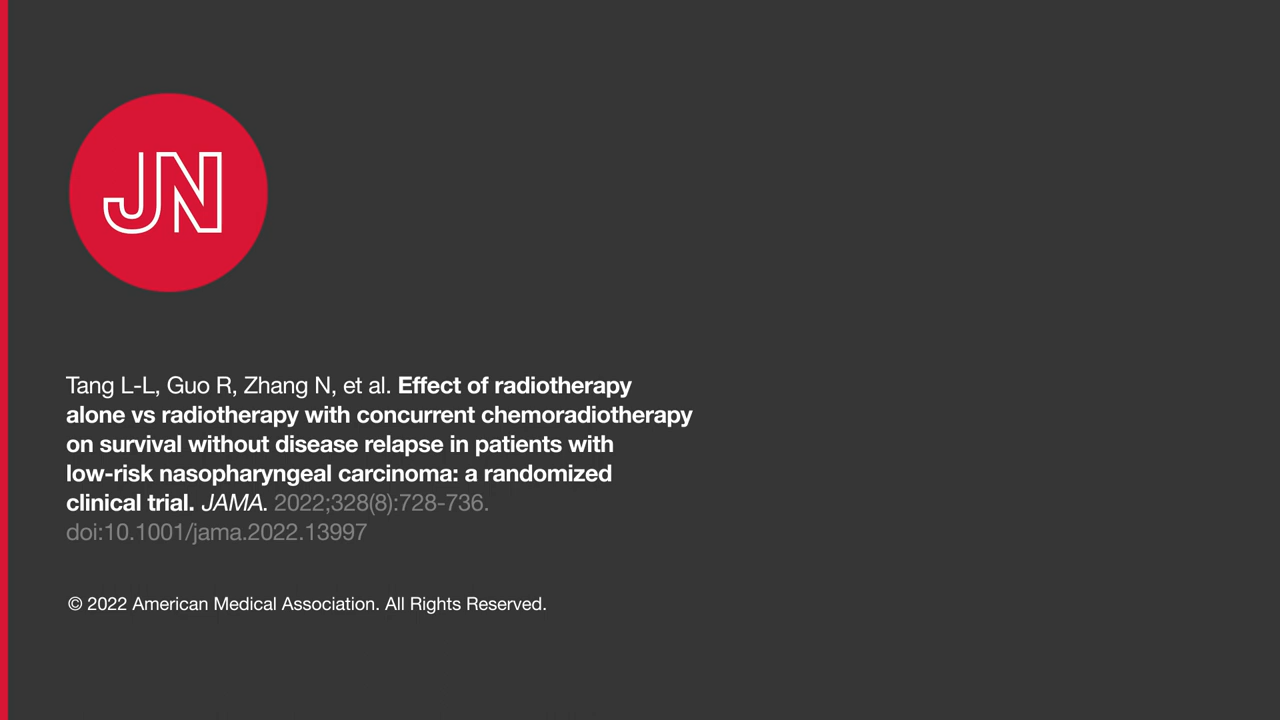 JN
Tang L-L, Guo R, Zhang N, et al. Effect of radiotherapy
alone vs radiotherapy with concurrent chemoradiotherapy
on survival without disease relapse in patients with
low-risk nasopharyngeal carcinoma: a randomized
clinical trial. JAMA. 2022;328(8):728-736.
doi:10.1001/jama.2022.13997
© 2022 American Medical Association. All Rights Reserved.